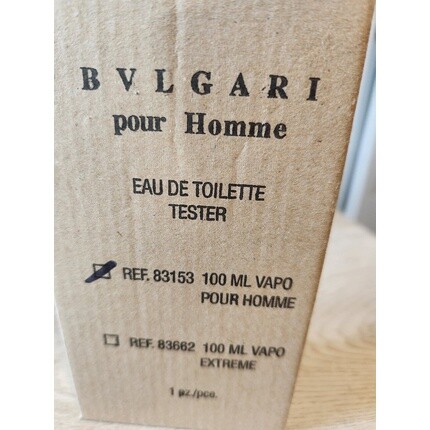 BVLGARI
pour Homme
EAU DE TOILETTE
TESTER
REF. 83153 100 ML VAPO
POUR HOMME
REF. 83662 100 ML VAPO
EXTREME
1 pz./pce.